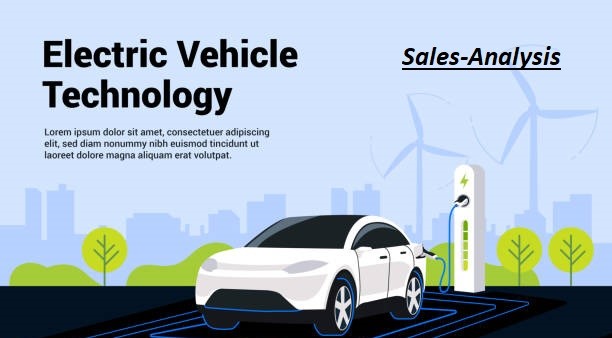 Electric Vehicle
Technology
Sales-Analysis
Lorem ipsum dolor sit amet, consectetuer adipiscing
elit, sed diam nonummy nibh euismod tincidunt ut
laoreet dolore magna aliquam erat volutpat.